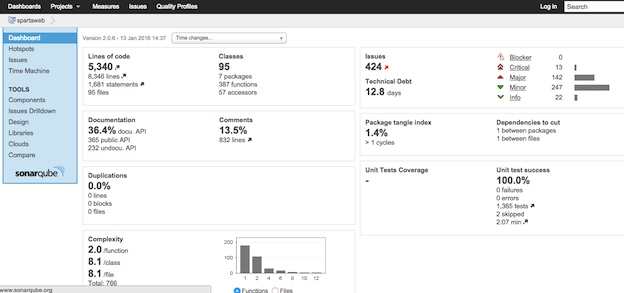 Dashboards Projects Measures Issues Quality Profiles Log in Search
spartaweb
Dashboard
Hotspots
Issues
Time Machine
TOOLS
Components
Issues Drilldown
Design
Libraries
Clouds
Compare
sonarqube
Version 2.0.6 - 13 Jan 2016 14:37 Time changes...
Lines of code
5,340
8,346 lines
1,681 statements
95 files
Classes
95
7 packages
387 functions
57 accessors
Documentation
36.4% docu. API
365 public API
232 undocu. API
Comments
13.5%
832 lines
Duplications
0.0%
0 lines
0 blocks
0 files
Complexity
2.0 /function
8.1 /class
8.1 /file
Total: 766
200
100
0
1 2 4 6 8 10 12
Functions Files
Issues
424
Technical Debt
12.8 days
Blocker 0
Critical 13
Major 142
Minor 247
Info 22
Package tangle index
1.4%
> 1 cycles
Dependencies to cut
1 between packages
1 between files
Unit Tests Coverage
-
Unit test success
100.0%
0 failures
0 errors
1,365 tests
2 skipped
2:07 min
www.sonarqube.org